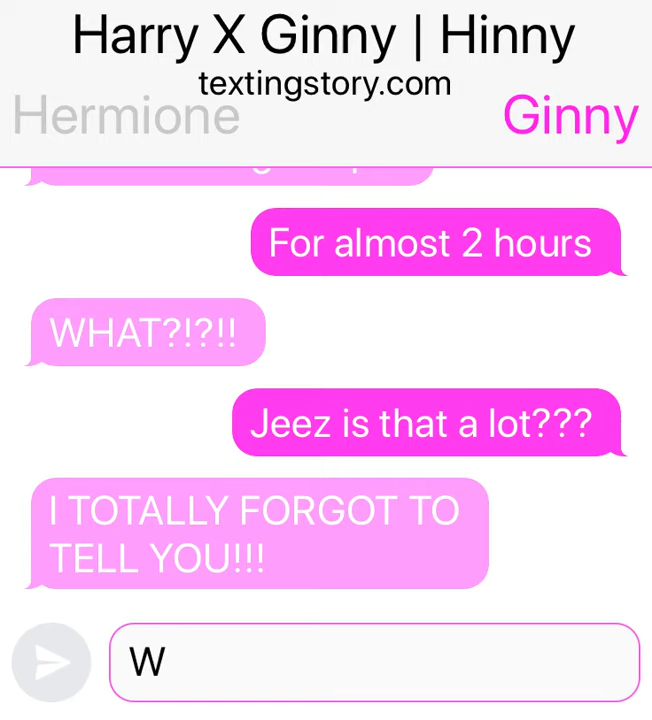 Harry X Ginny | Hinny
textingstory.com
Hermione
Ginny
For almost 2 hours
WHAT?!?!!
Jeez is that a lot???
I TOTALLY FORGOT TO
TELL YOU!!!
W